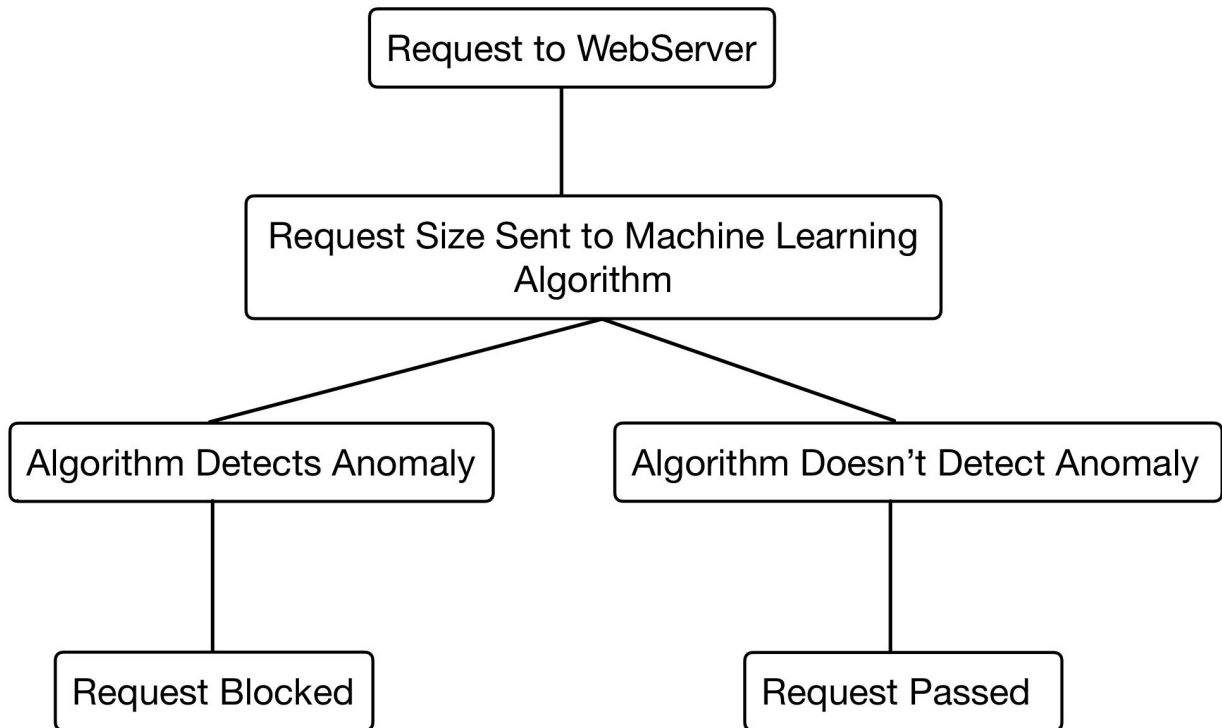 Request to WebServer
Request Size Sent to Machine Learning
Algorithm
Algorithm Detects Anomaly
Algorithm Doesn’t Detect Anomaly
Request Blocked
Request Passed